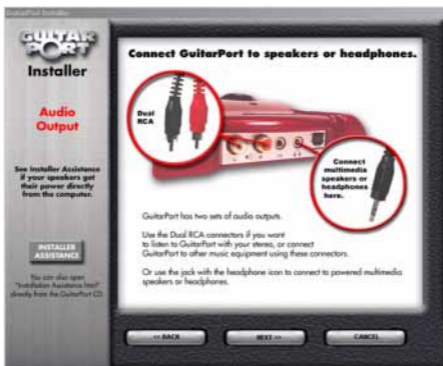 GuitarPort Installer
GUITAR
PORT
Installer
Audio
Output
See Installer Assistance
if your speakers get
their power directly
from the computer.
INSTALLER
ASSISTANCE
You can also open
"Installation Assistance.html"
directly from the GuitarPort CD.
Connect GuitarPort to speakers or headphones.
Dual
RCA
Connect
multimedia
speakers or
headphones
here.
GuitarPort has two sets of audio outputs.
Use the Dual RCA connectors if you want
to listen to GuitarPort with your stereo, or connect
GuitarPort to other music equipment using these connectors.
Or use the jack with the headphone icon to connect to powered multimedia
speakers or headphones.
<< BACK
NEXT >>
CANCEL